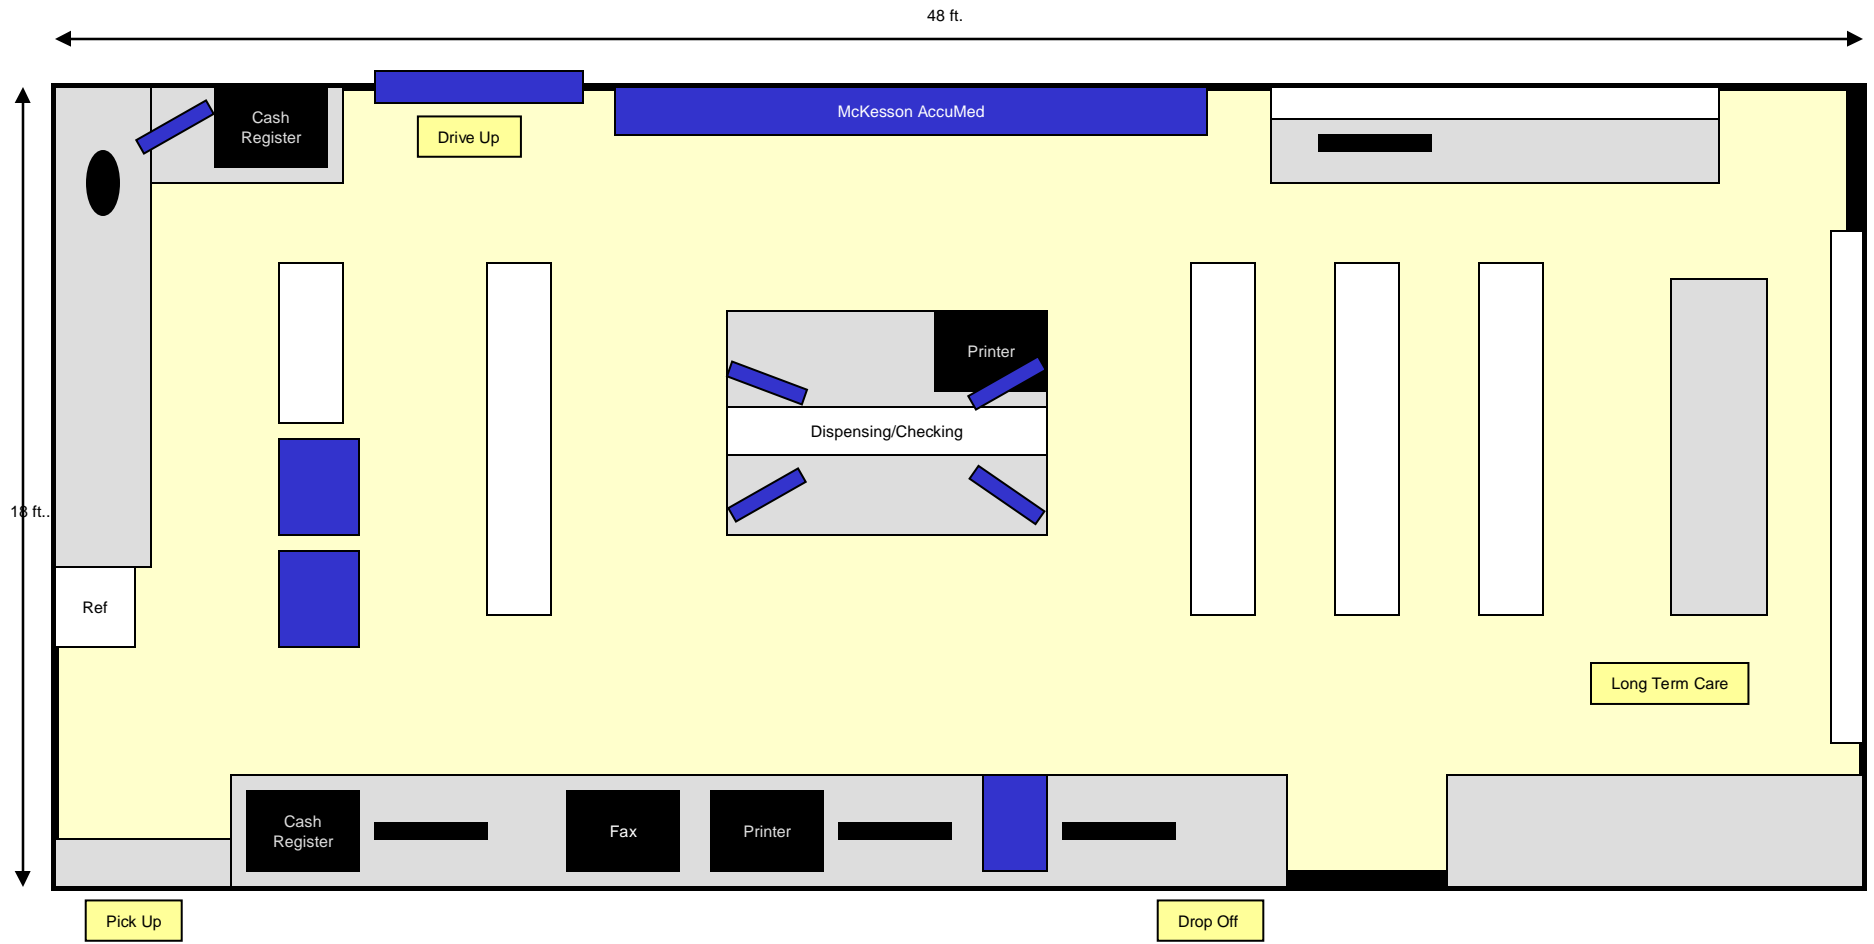 48 ft.
Cash
Register
Drive Up
McKesson AccuMed
Printer
Dispensing/Checking
18 ft..
Ref
Long Term Care
Cash
Register
Fax
Printer
Pick Up
Drop Off